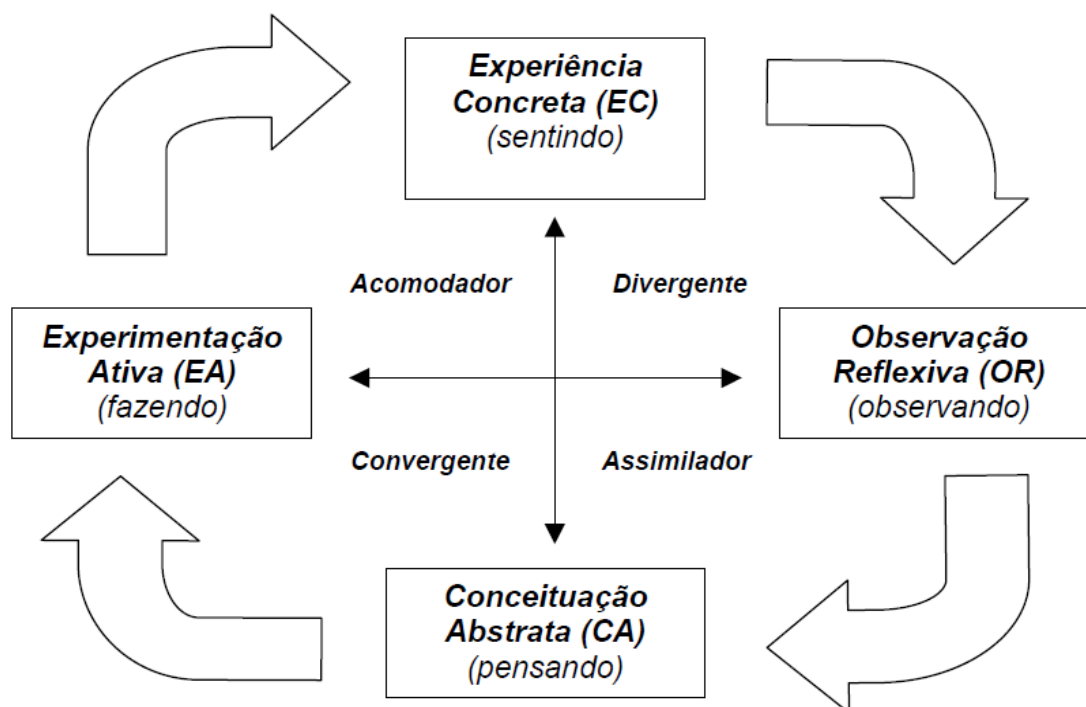 Experiência
Concreta (EC)
(sentindo)
Acomodador
Divergente
Experimentação
Ativa (EA)
(fazendo)
Observação
Reflexiva (OR)
(observando)
Convergente
Assimilador
Conceituação
Abstrata (CA)
(pensando)